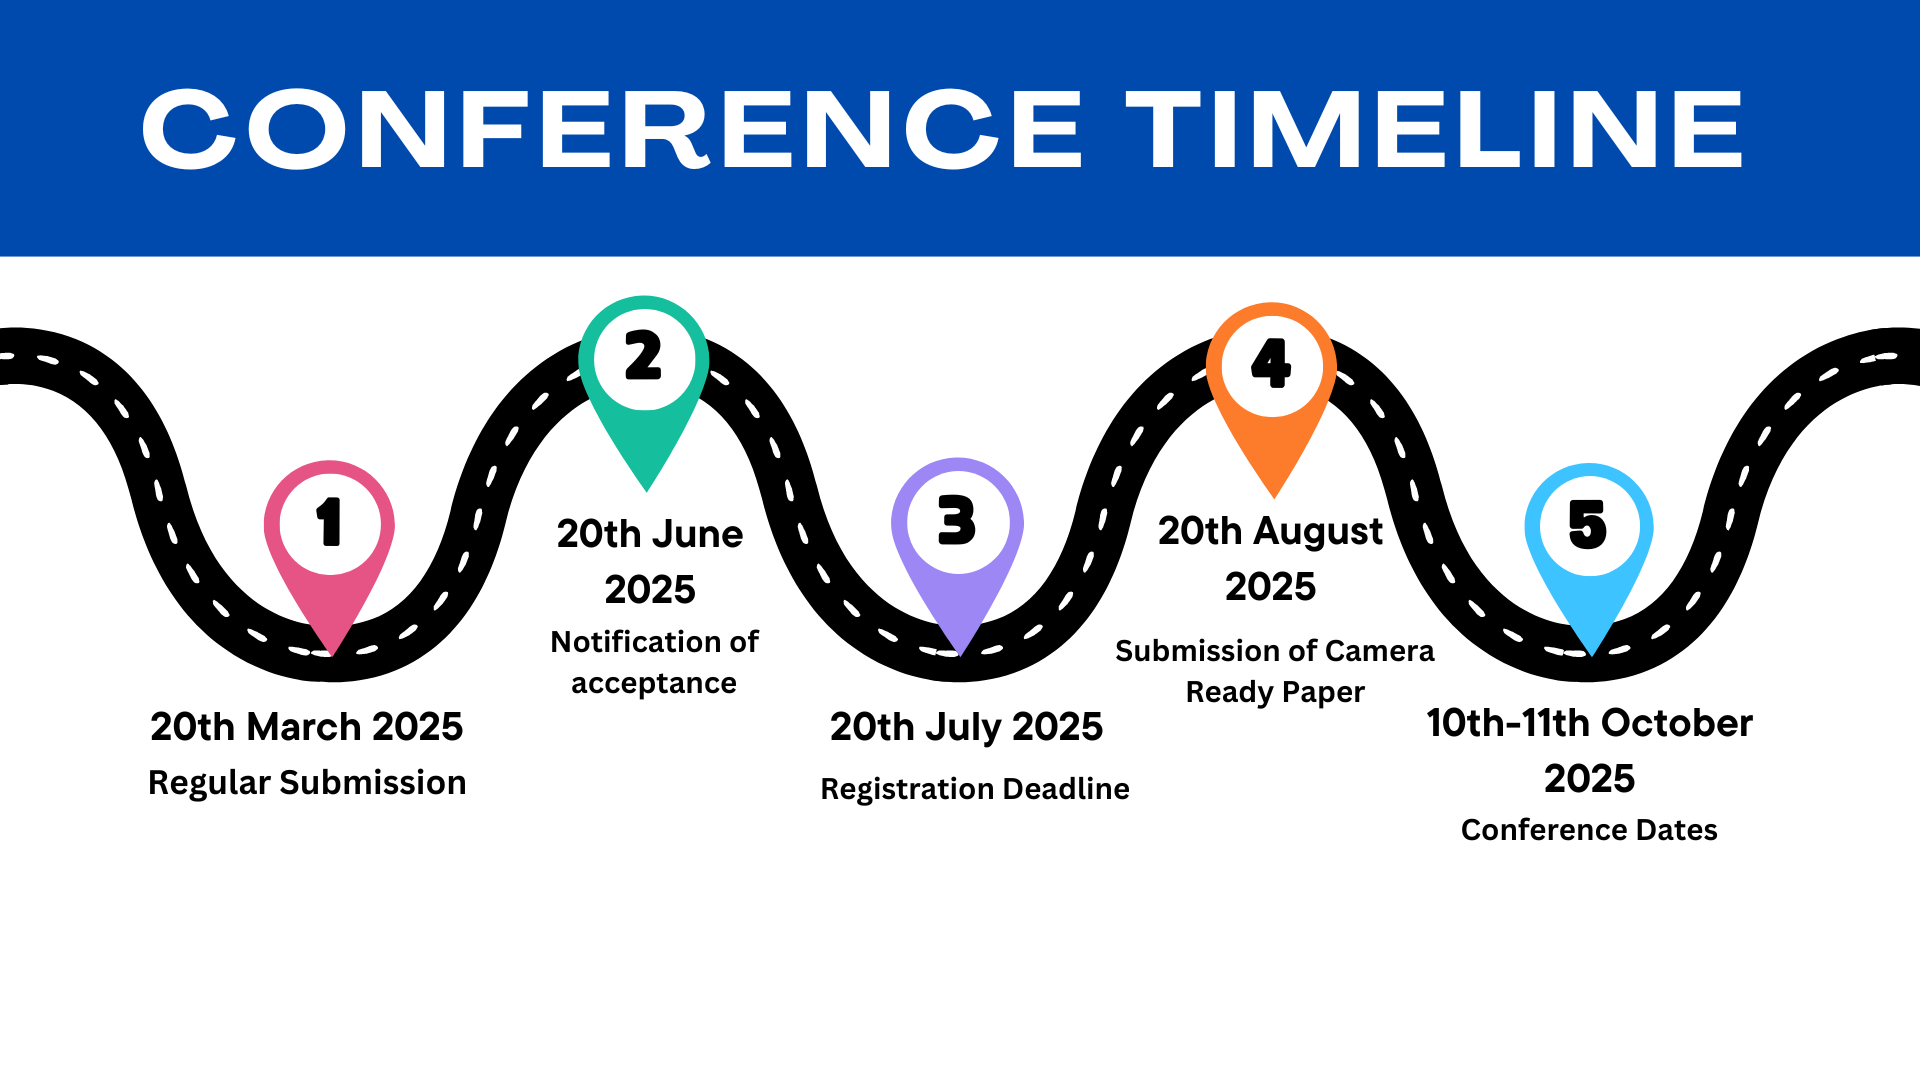 CONFERENCE TIMELINE
1
20th March 2025
Regular Submission
2
20th June
2025
Notification of
acceptance
3
20th July 2025
Registration Deadline
4
20th August
2025
Submission of Camera
Ready Paper
5
10th-11th October
2025
Conference Dates